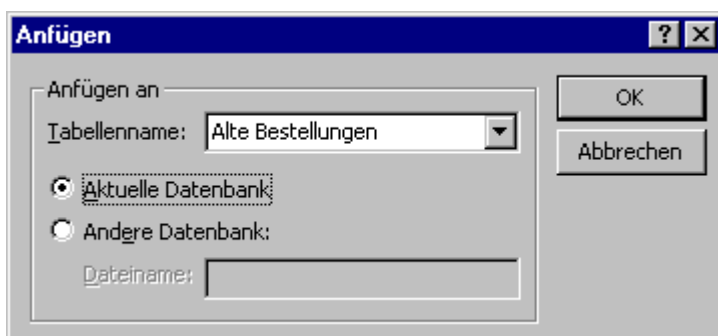 Anfügen
Anfügen an
Tabellenname: Alte Bestellungen
Aktuelle Datenbank
Andere Datenbank:
Dateiname:
OK
Abbrechen